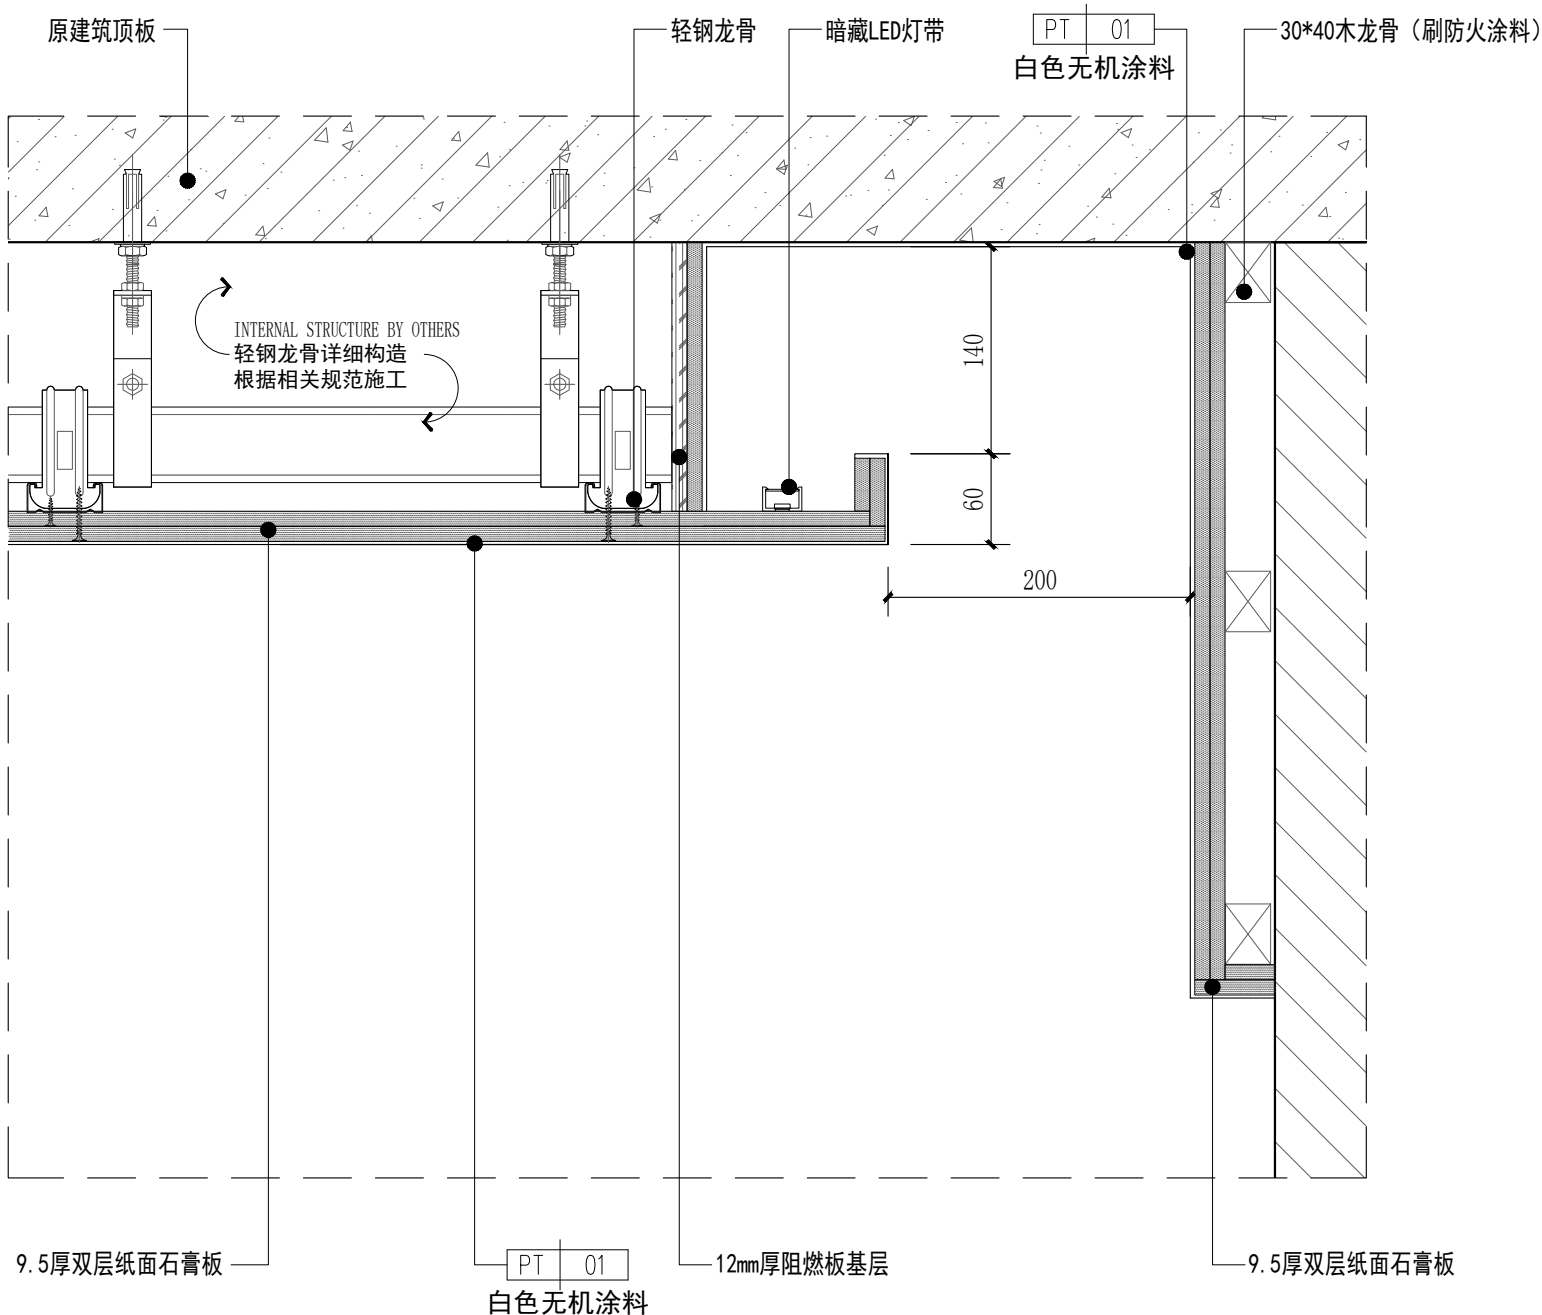 原建筑顶板
轻钢龙骨
暗藏LED灯带
PT 01
白色无机涂料
30*40木龙骨（刷防火涂料）
INTERNAL STRUCTURE BY OTHERS
轻钢龙骨详细构造
根据相关规范施工
140
60
200
9.5厚双层纸面石膏板
PT 01
白色无机涂料
12mm厚阻燃板基层
9.5厚双层纸面石膏板